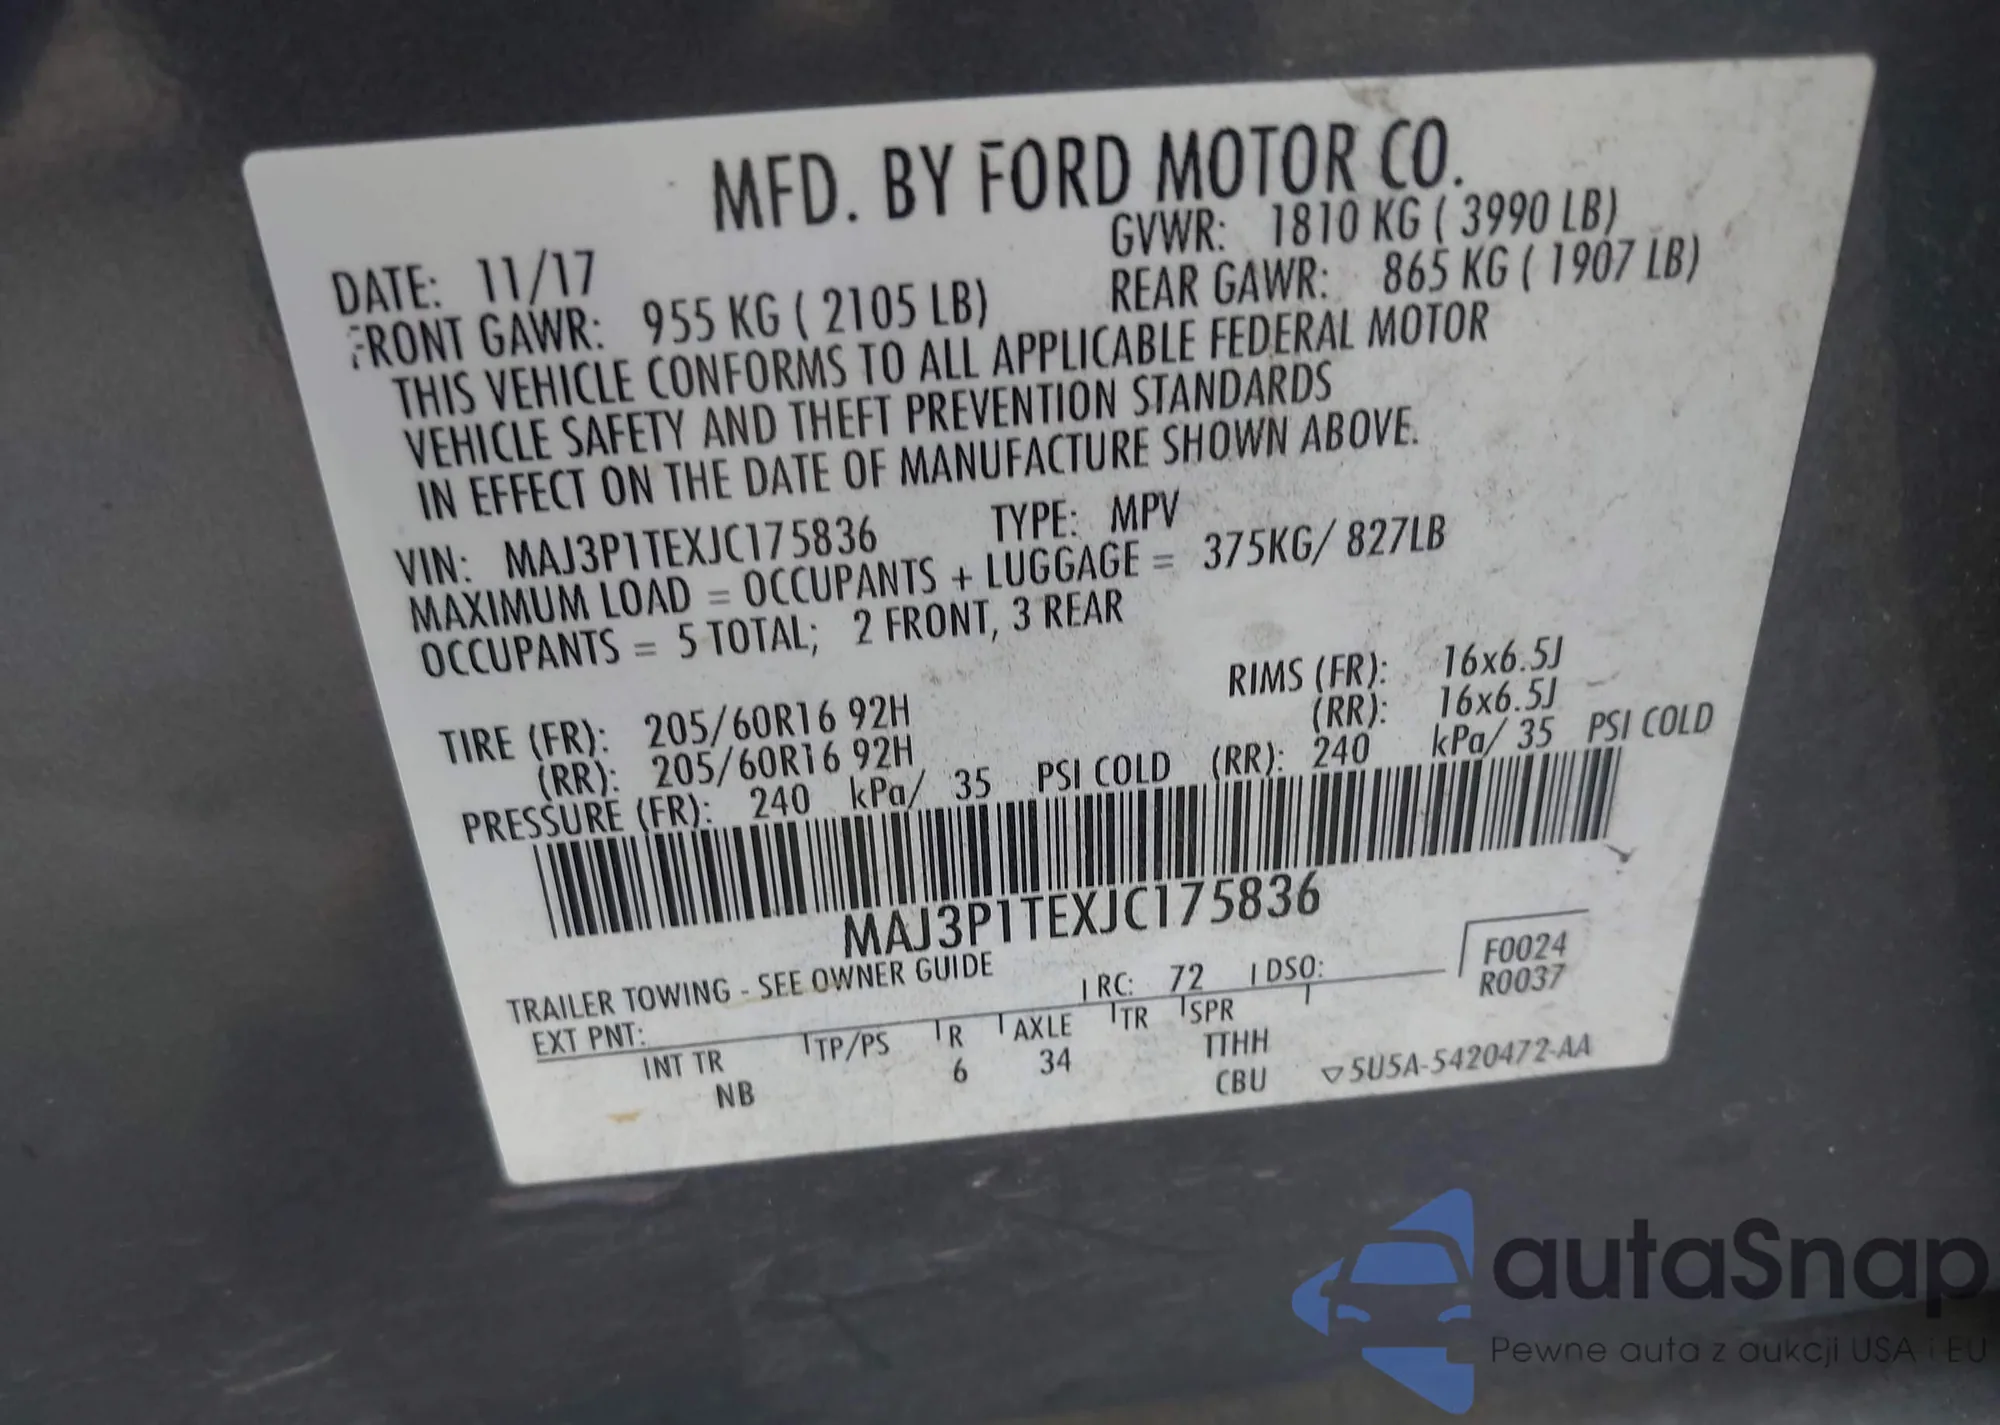 MFD. BY FORD MOTOR CO.
DATE: 11/17 GVWR: 1810 KG ( 3990 LB)
FRONT GAWR: 955 KG ( 2105 LB) REAR GAWR: 865 KG ( 1907 LB)
THIS VEHICLE CONFORMS TO ALL APPLICABLE FEDERAL MOTOR
VEHICLE SAFETY AND THEFT PREVENTION STANDARDS
IN EFFECT ON THE DATE OF MANUFACTURE SHOWN ABOVE.
VIN: MAJ3P1TEXJC175836 TYPE: MPV
MAXIMUM LOAD = OCCUPANTS + LUGGAGE = 375KG/ 827LB
OCCUPANTS = 5 TOTAL; 2 FRONT, 3 REAR
TIRE (FR): 205/60R16 92H RIMS (FR): 16x6.5J
(RR): 205/60R16 92H (RR): 16x6.5J
PRESSURE (FR): 240 kPa/ 35 PSI COLD (RR): 240 kPa/ 35 PSI COLD
MAJ3P1TEXJC175836
TRAILER TOWING - SEE OWNER GUIDE
EXT PNT: RC: 72 DSO: F0024
R0037
INT TR TP/PS R AXLE TR SPR
NB 6 34 TTHH
CBU ▽5U5A-5420472-AA
autoSnap
Pewne auta z aukcji USA i EU